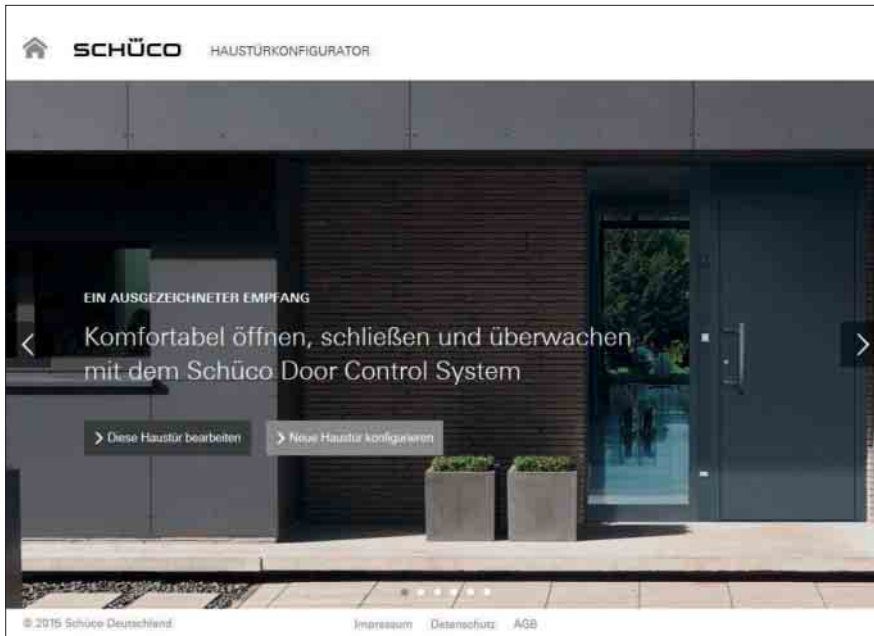 SCHÜCO HAUSTÜRKONFIGURATOR
EIN AUSGEZEICHNETER EMPFANG
Komfortabel öffnen, schließen und überwachen
mit dem Schüco Door Control System
Diese Haustür bearbeiten Neue Haustür konfigurieren
© 2015 Schüco Deutschland Impressum Datenschutz AGB